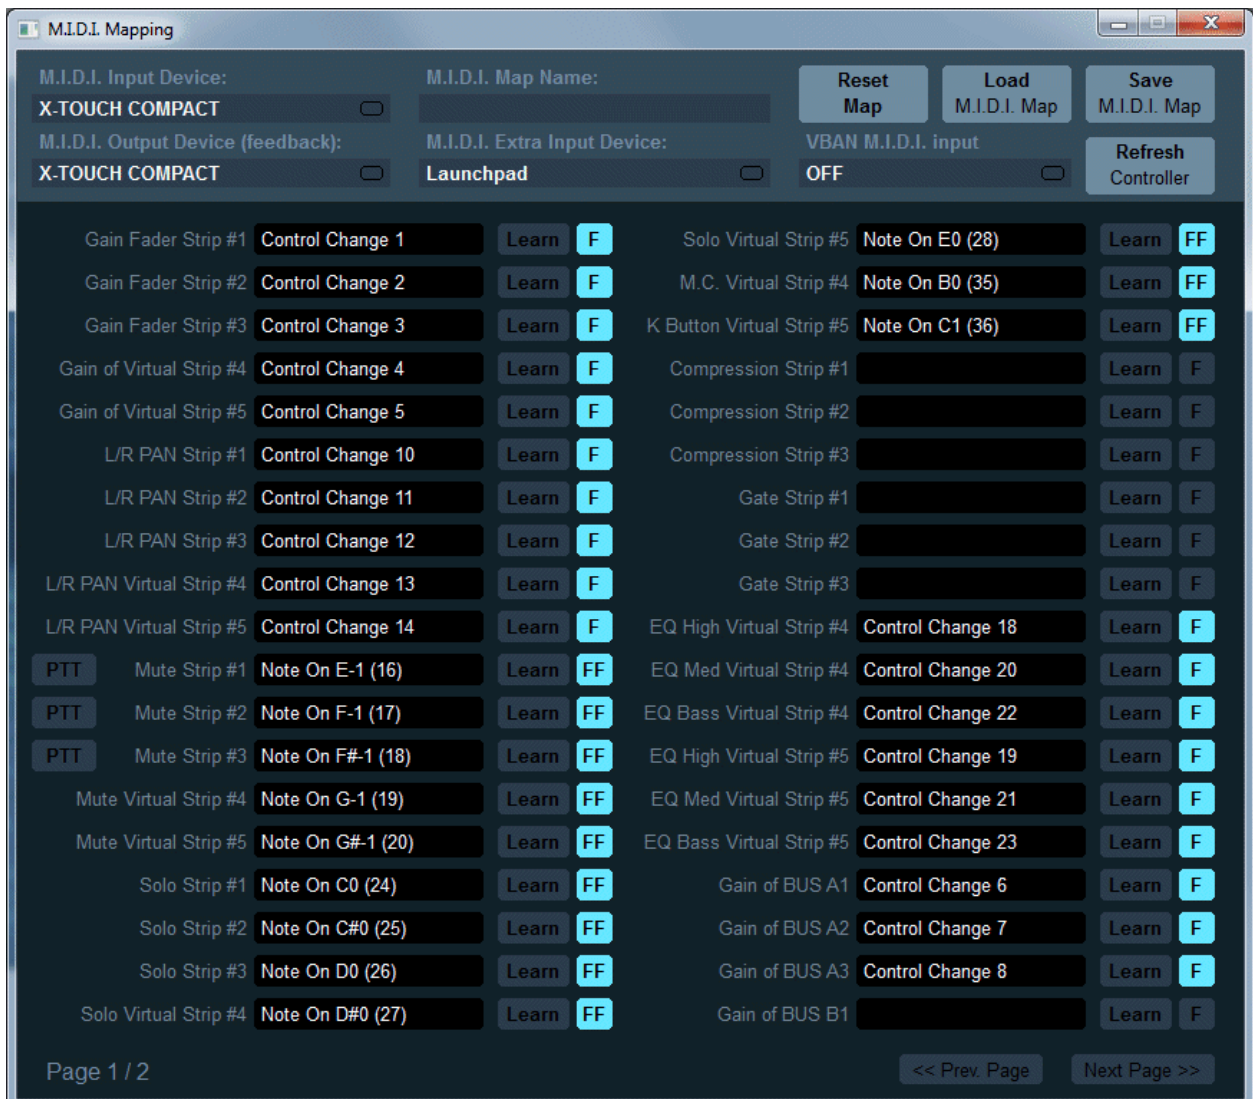 M.I.D.I. Mapping
M.I.D.I. Input Device:
X-TOUCH COMPACT
M.I.D.I. Map Name:
Reset Map
Load M.I.D.I. Map
Save M.I.D.I. Map
M.I.D.I. Output Device (feedback):
X-TOUCH COMPACT
M.I.D.I. Extra Input Device:
Launchpad
VBAN M.I.D.I. input
OFF
Refresh Controller
Gain Fader Strip #1 Control Change 1 Learn F
Gain Fader Strip #2 Control Change 2 Learn F
Gain Fader Strip #3 Control Change 3 Learn F
Gain of Virtual Strip #4 Control Change 4 Learn F
Gain of Virtual Strip #5 Control Change 5 Learn F
L/R PAN Strip #1 Control Change 10 Learn F
L/R PAN Strip #2 Control Change 11 Learn F
L/R PAN Strip #3 Control Change 12 Learn F
L/R PAN Virtual Strip #4 Control Change 13 Learn F
L/R PAN Virtual Strip #5 Control Change 14 Learn F
PTT Mute Strip #1 Note On E-1 (16) Learn FF
PTT Mute Strip #2 Note On F-1 (17) Learn FF
PTT Mute Strip #3 Note On F#-1 (18) Learn FF
Mute Virtual Strip #4 Note On G-1 (19) Learn FF
Mute Virtual Strip #5 Note On G#-1 (20) Learn FF
Solo Strip #1 Note On C0 (24) Learn FF
Solo Strip #2 Note On C#0 (25) Learn FF
Solo Strip #3 Note On D0 (26) Learn FF
Solo Virtual Strip #4 Note On D#0 (27) Learn FF
Solo Virtual Strip #5 Note On E0 (28) Learn FF
M.C. Virtual Strip #4 Note On B0 (35) Learn FF
K Button Virtual Strip #5 Note On C1 (36) Learn FF
Compression Strip #1 Learn F
Compression Strip #2 Learn F
Compression Strip #3 Learn F
Gate Strip #1 Learn F
Gate Strip #2 Learn F
Gate Strip #3 Learn F
EQ High Virtual Strip #4 Control Change 18 Learn F
EQ Med Virtual Strip #4 Control Change 20 Learn F
EQ Bass Virtual Strip #4 Control Change 22 Learn F
EQ High Virtual Strip #5 Control Change 19 Learn F
EQ Med Virtual Strip #5 Control Change 21 Learn F
EQ Bass Virtual Strip #5 Control Change 23 Learn F
Gain of BUS A1 Control Change 6 Learn F
Gain of BUS A2 Control Change 7 Learn F
Gain of BUS A3 Control Change 8 Learn F
Gain of BUS B1 Learn F
Page 1 / 2
<< Prev. Page
Next Page >>